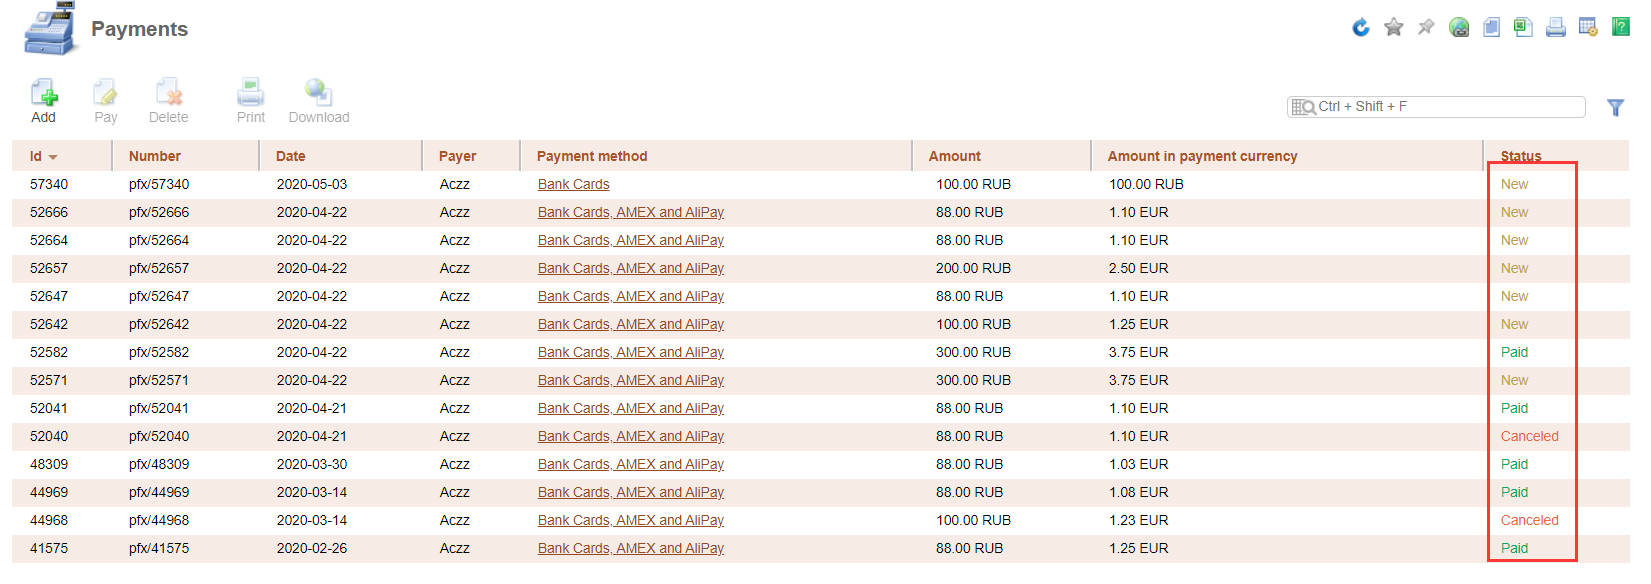 Payments
Add Pay Delete Print Download
Ctrl + Shift + F
Id Number Date Payer Payment method Amount Amount in payment currency Status
57340 pfx/57340 2020-05-03 Aczz Bank Cards 100.00 RUB 100.00 RUB New
52666 pfx/52666 2020-04-22 Aczz Bank Cards, AMEX and AliPay 88.00 RUB 1.10 EUR New
52664 pfx/52664 2020-04-22 Aczz Bank Cards, AMEX and AliPay 88.00 RUB 1.10 EUR New
52657 pfx/52657 2020-04-22 Aczz Bank Cards, AMEX and AliPay 200.00 RUB 2.50 EUR New
52647 pfx/52647 2020-04-22 Aczz Bank Cards, AMEX and AliPay 88.00 RUB 1.10 EUR New
52642 pfx/52642 2020-04-22 Aczz Bank Cards, AMEX and AliPay 100.00 RUB 1.25 EUR New
52582 pfx/52582 2020-04-22 Aczz Bank Cards, AMEX and AliPay 300.00 RUB 3.75 EUR Paid
52571 pfx/52571 2020-04-22 Aczz Bank Cards, AMEX and AliPay 300.00 RUB 3.75 EUR New
52041 pfx/52041 2020-04-21 Aczz Bank Cards, AMEX and AliPay 88.00 RUB 1.10 EUR Paid
52040 pfx/52040 2020-04-21 Aczz Bank Cards, AMEX and AliPay 88.00 RUB 1.10 EUR Canceled
48309 pfx/48309 2020-03-30 Aczz Bank Cards, AMEX and AliPay 88.00 RUB 1.03 EUR Paid
44969 pfx/44969 2020-03-14 Aczz Bank Cards, AMEX and AliPay 88.00 RUB 1.08 EUR Paid
44968 pfx/44968 2020-03-14 Aczz Bank Cards, AMEX and AliPay 100.00 RUB 1.23 EUR Canceled
41575 pfx/41575 2020-02-26 Aczz Bank Cards, AMEX and AliPay 88.00 RUB 1.25 EUR Paid